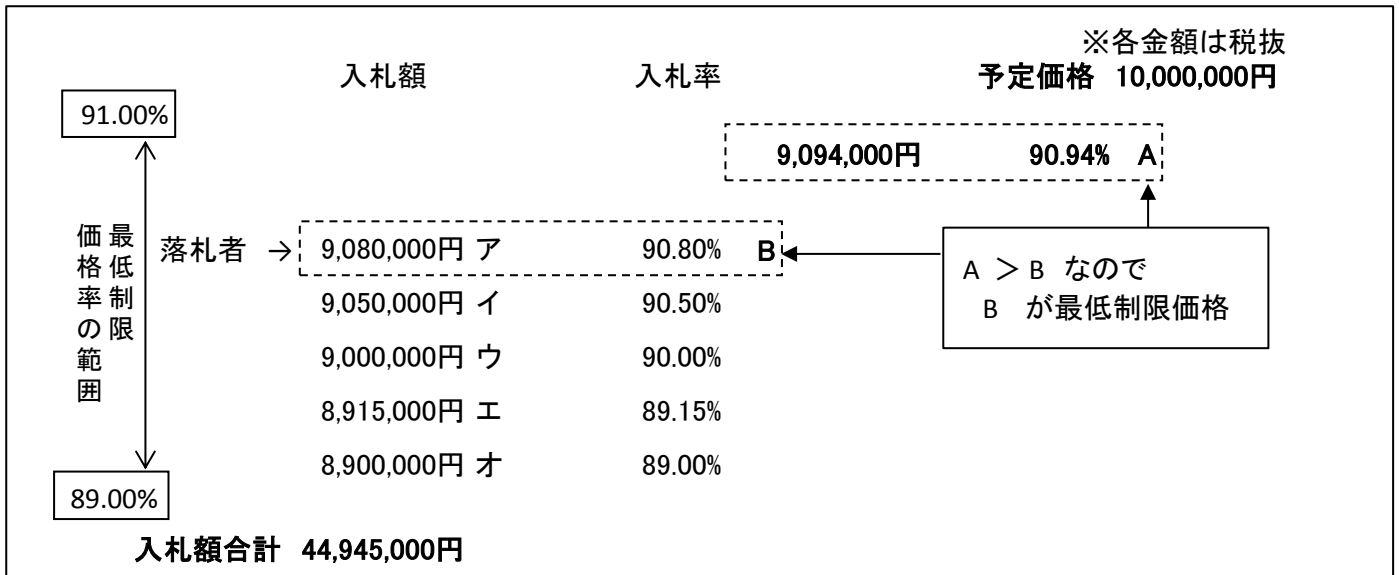 ※各金額は税抜
入札額 入札率 予定価格 10,000,000円
91.00%
9,094,000円 90.94% A
最低制限
価格率の範囲
落札者 → 9,080,000円 ア 90.80% B
A ＞ B なので
B が最低制限価格
9,050,000円 イ 90.50%
9,000,000円 ウ 90.00%
8,915,000円 エ 89.15%
8,900,000円 オ 89.00%
89.00%
入札額合計 44,945,000円